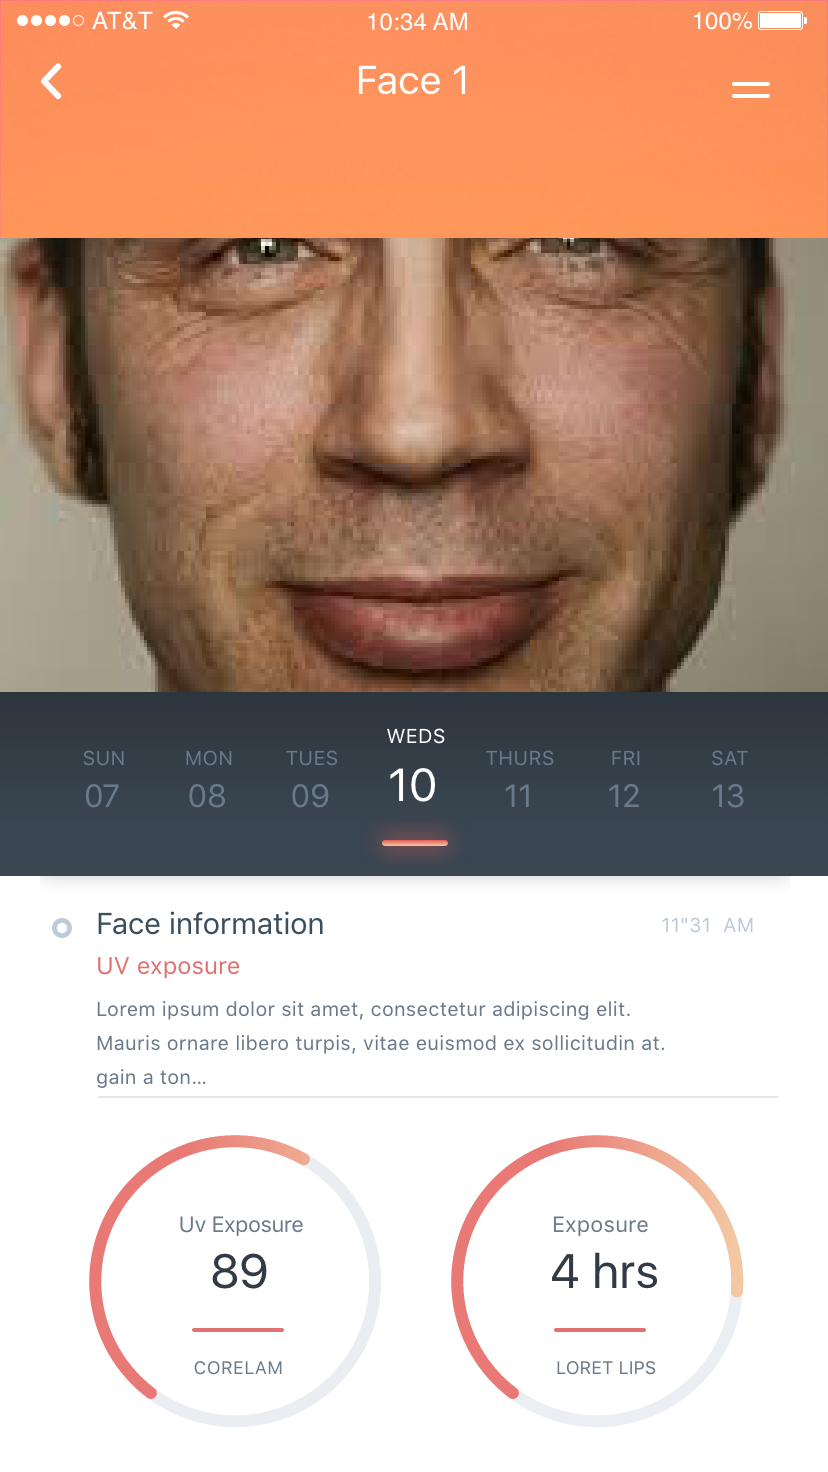 AT&T 10:34 AM 100%
Face 1
WEDS
SUN MON TUES THURS FRI SAT
07 08 09 10 11 12 13
Face information 11"31 AM
UV exposure
Lorem ipsum dolor sit amet, consectetur adipiscing elit.
Mauris ornare libero turpis, vitae euismod ex sollicitudin at.
gain a ton...
Uv Exposure
89
CORELAM
Exposure
4 hrs
LORET LIPS